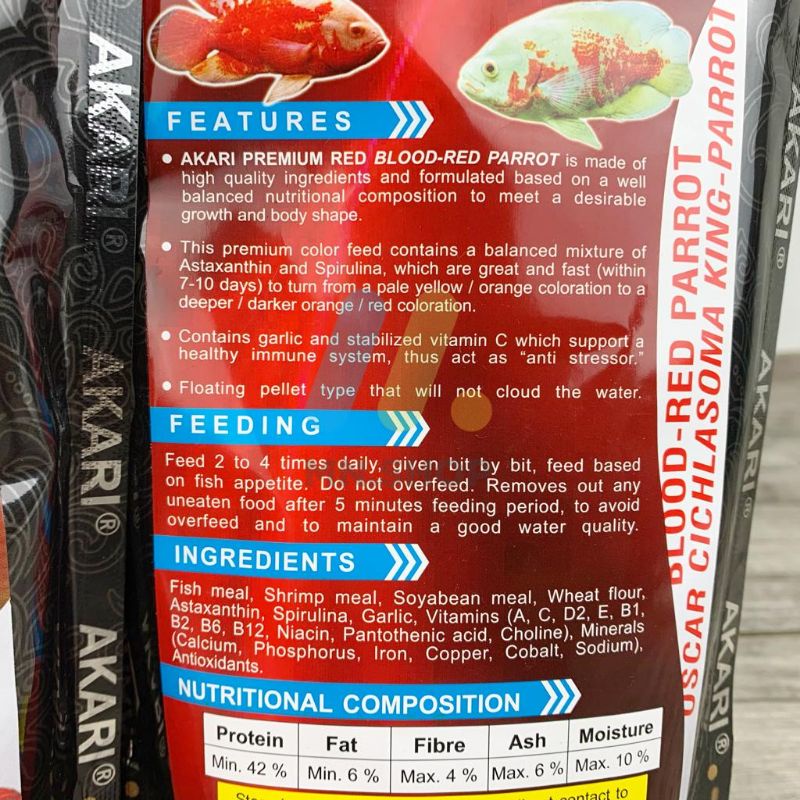 FEATURES
• AKARI PREMIUM RED BLOOD-RED PARROT is made of
high quality ingredients and formulated based on a well
balanced nutritional composition to meet a desirable
growth and body shape.
• This premium color feed contains a balanced mixture of
Astaxanthin and Spirulina, which are great and fast (within
7-10 days) to turn from a pale yellow / orange coloration to a
deeper / darker orange / red coloration.
• Contains garlic and stabilized vitamin C which support a
healthy immune system, thus act as “anti stressor.”
• Floating pellet type that will not cloud the water.
FEEDING
Feed 2 to 4 times daily, given bit by bit, feed based
on fish appetite. Do not overfeed. Removes out any
uneaten food after 5 minutes feeding period, to avoid
overfeed and to maintain a good water quality.
INGREDIENTS
Fish meal, Shrimp meal, Soyabean meal, Wheat flour,
Astaxanthin, Spirulina, Garlic, Vitamins (A, C, D2, E, B1,
B2, B6, B12, Niacin, Pantothenic acid, Choline), Minerals
(Calcium, Phosphorus, Iron, Copper, Cobalt, Sodium),
Antioxidants.
NUTRITIONAL COMPOSITION
Protein Fat Fibre Ash Moisture
Min. 42 % Min. 6 % Max. 4 % Max. 6 % Max. 10 %
contact to
BLOOD-RED PARROT
OSCAR CICHLASOMA KING-PARROT
AKARI®
AKARI®
AKARI®
AKARI®
AKARI®
AKARI®